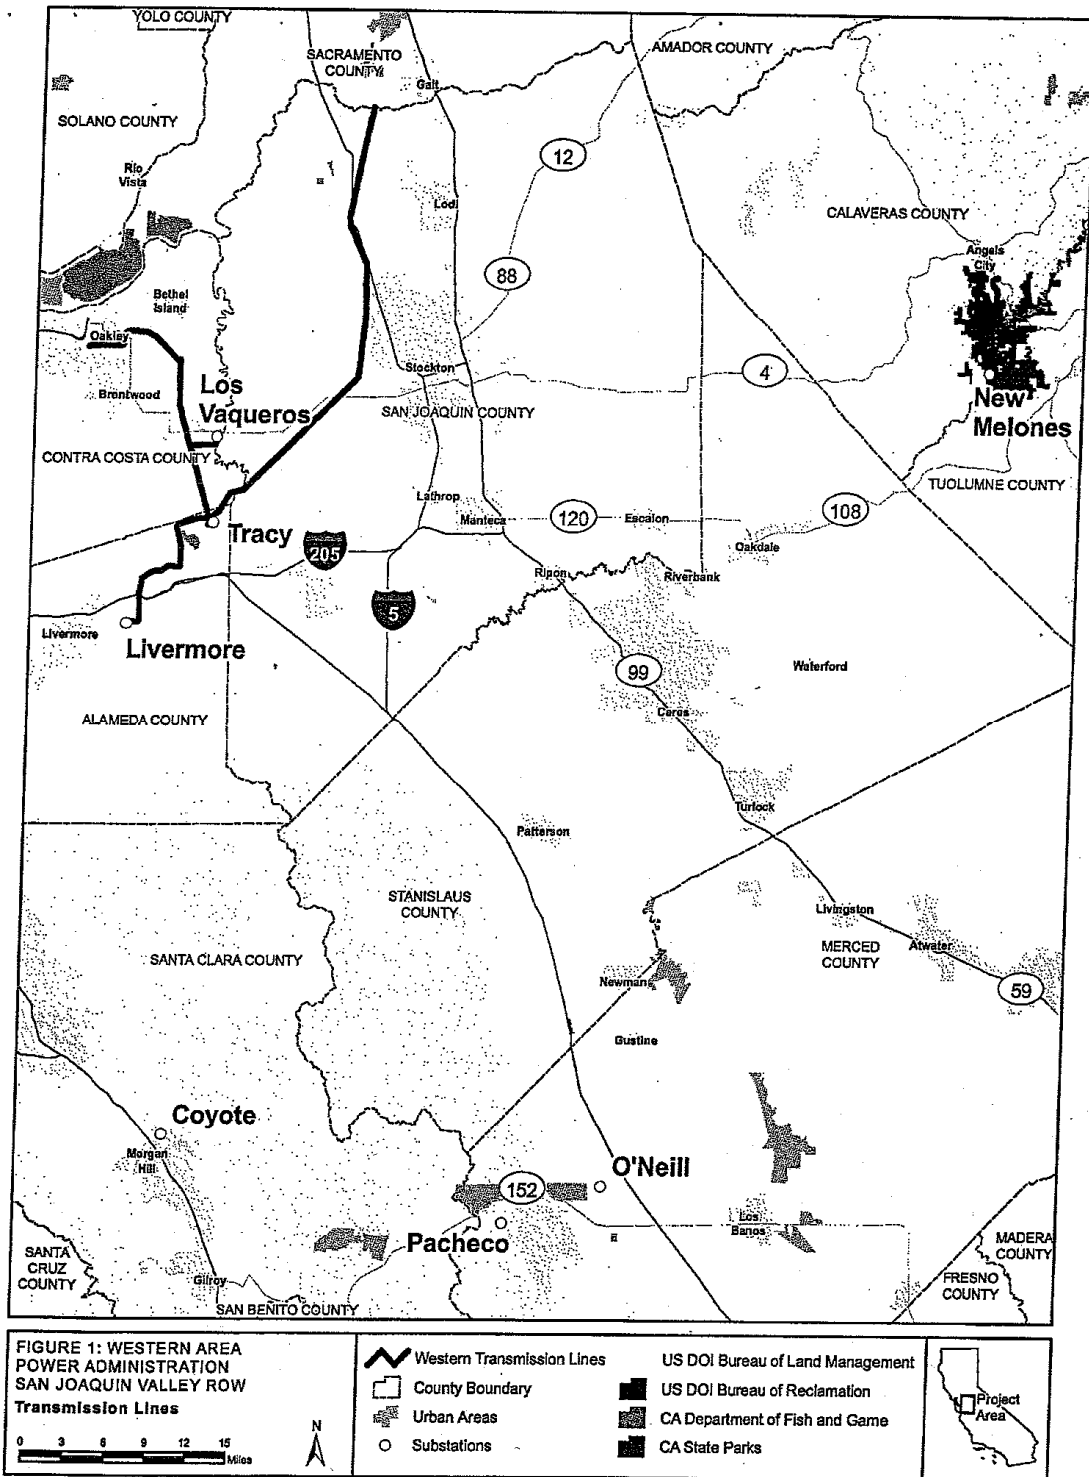 YOLO COUNTY
SACRAMENTO
COUNTY
AMADOR COUNTY
Galt
SOLANO COUNTY
12
Rio
Vista
Lodi
CALAVERAS COUNTY
Angels
City
88
Bethel
Island
Oakley
Stockton
4
Brentwood
Los
Vaqueros
SAN JOAQUIN COUNTY
New
Melones
CONTRA COSTA COUNTY
TUOLUMNE COUNTY
Lathrop
Manteca
120
Escalon
108
Tracy
205
Oakdale
Ripon
Riverbank
5
Livermore
Livermore
Waterford
99
Ceres
ALAMEDA COUNTY
Turlock
Patterson
STANISLAUS
COUNTY
Livingston
MERCED
COUNTY
Atwater
SANTA CLARA COUNTY
Newman
59
Gustine
Coyote
Morgan
Hill
O'Neill
152
Los
Banos
Pacheco
SANTA
CRUZ
COUNTY
MADERA
COUNTY
FRESNO
COUNTY
Gilroy
SAN BENITO COUNTY
FIGURE 1: WESTERN AREA
POWER ADMINISTRATION
SAN JOAQUIN VALLEY ROW
Transmission Lines
0 3 6 9 12 15
Miles
N
Western Transmission Lines
County Boundary
Urban Areas
Substations
US DOI Bureau of Land Management
US DOI Bureau of Reclamation
CA Department of Fish and Game
CA State Parks
Project
Area